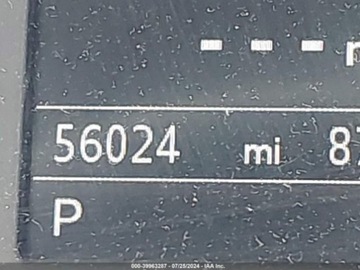 - - -
56024 mi
P
000-39963287 - 07/25/2024 - IAA Inc.